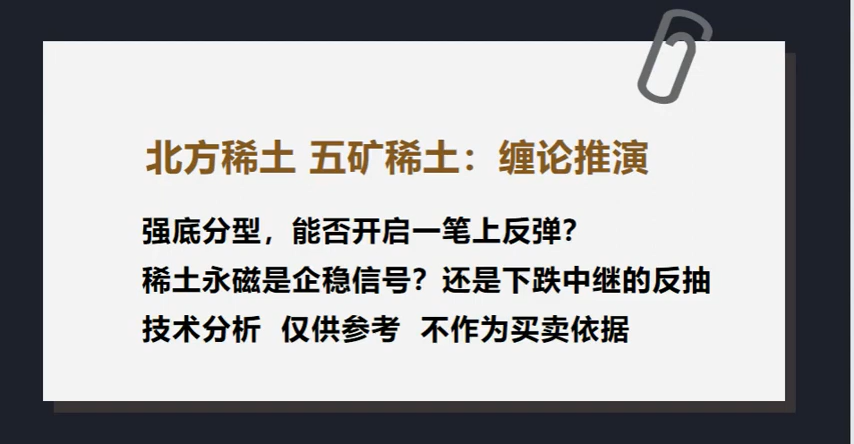 北方稀土 五矿稀土：缠论推演
强底分型，能否开启一笔上反弹？
稀土永磁是企稳信号？还是下跌中继的反抽
技术分析 仅供参考 不作为买卖依据